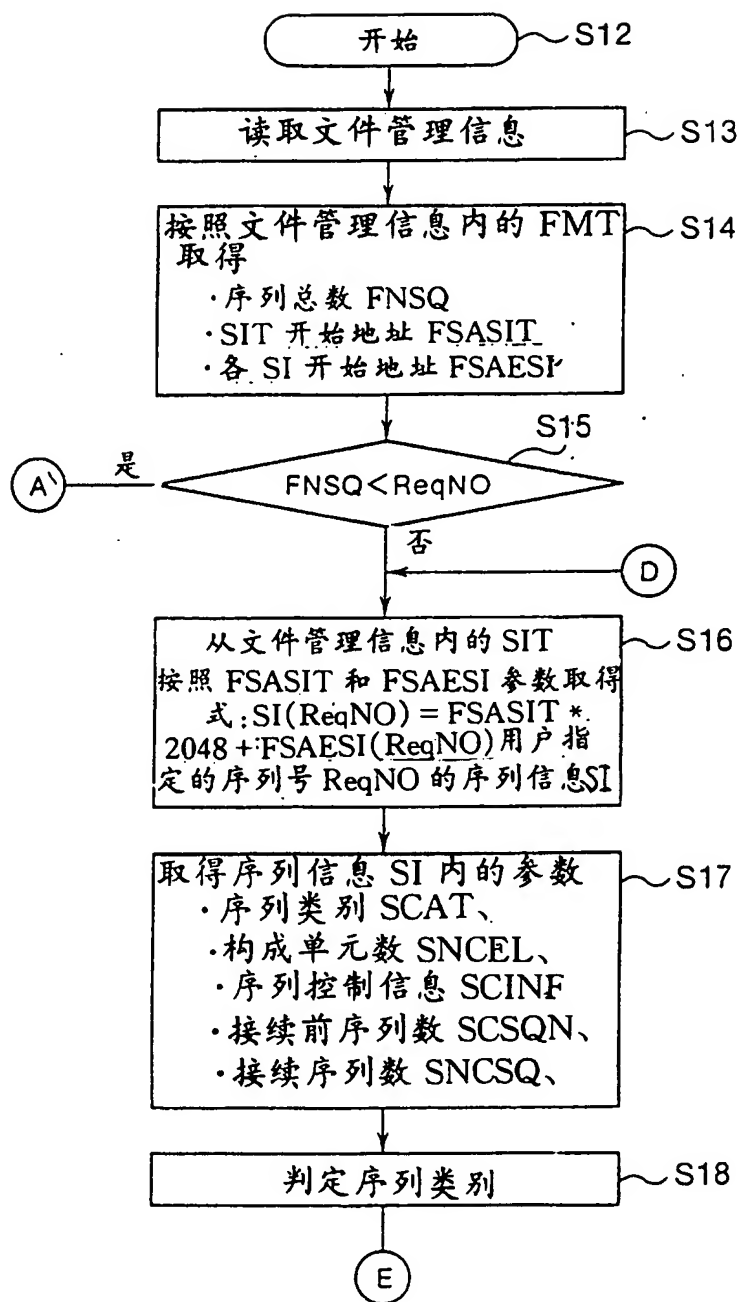 开始
S12
读取文件管理信息
S13
按照文件管理信息内的 FMT
取得
·序列总数 FNSQ
·SIT 开始地址 FSASIT
·各 SI 开始地址 FSAESI
S14
S15
FNSQ<ReqNO
是
A'
否
D
从文件管理信息内的 SIT
按照 FSASIT 和 FSAESI 参数取得
式:SI(ReqNO)=FSASIT *
2048+FSAESI(ReqNO)用户指
定的序列号 ReqNO 的序列信息SI
S16
取得序列信息 SI 内的参数
·序列类别 SCAT、
·构成单元数 SNCEL、
·序列控制信息 SCINF
·接续前序列数 SCSQN、
·接续序列数 SNCSQ、
S17
判定序列类别
S18
E